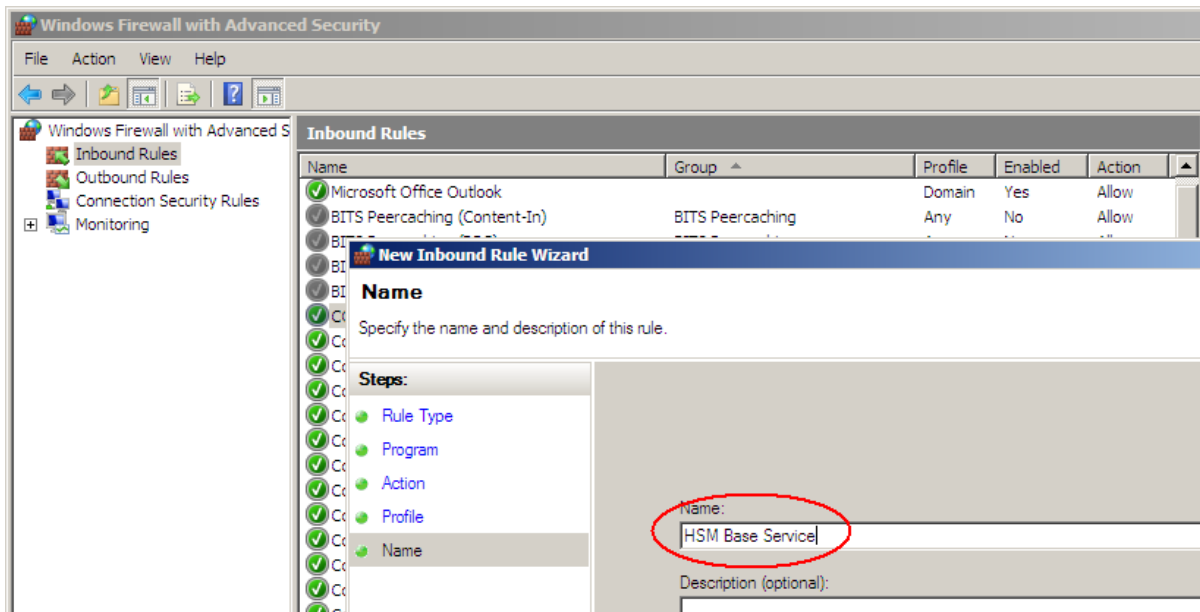 Windows Firewall with Advanced Security
File Action View Help
Windows Firewall with Advanced S
Inbound Rules
Outbound Rules
Connection Security Rules
Monitoring
Inbound Rules
Name Group Profile Enabled Action
Microsoft Office Outlook Domain Yes Allow
BITS Peercaching (Content-In) BITS Peercaching Any No Allow
New Inbound Rule Wizard
Name
Specify the name and description of this rule.
Steps:
Rule Type
Program
Action
Profile
Name
Name:
HSM Base Service
Description (optional):